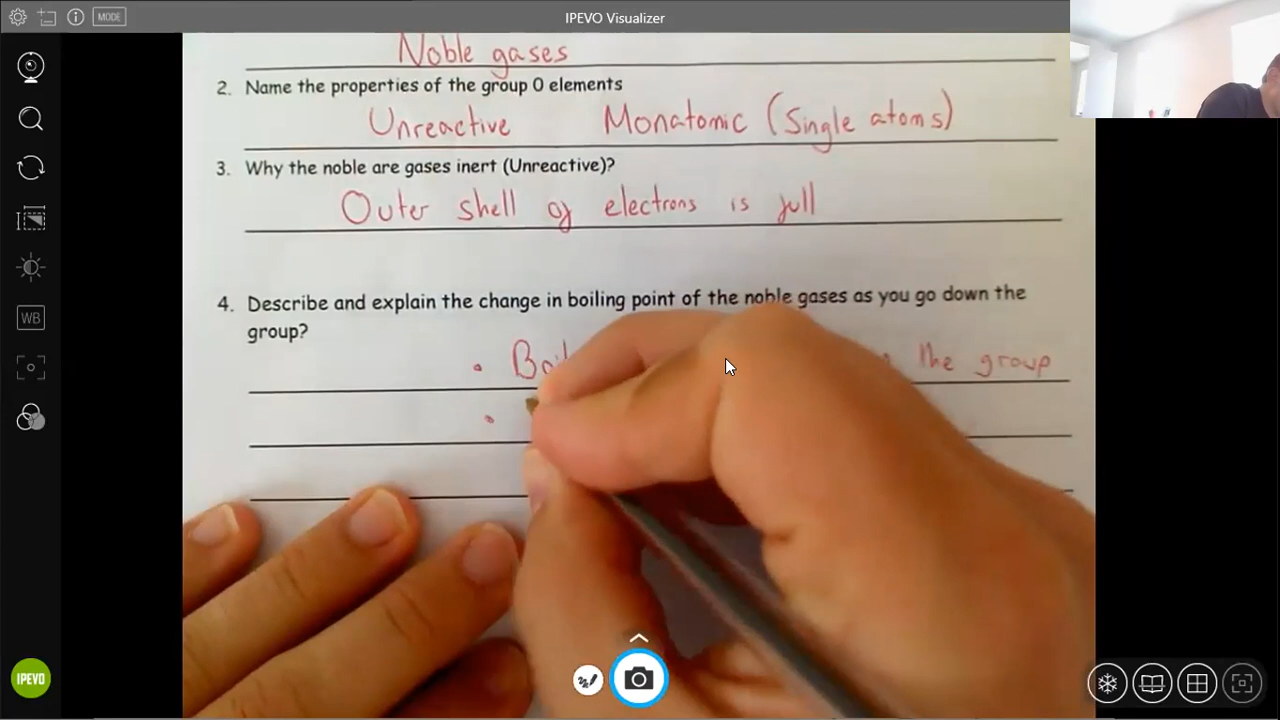 MODE
IPEVO Visualizer
Noble gases
2. Name the properties of the group 0 elements
Unreactive Monatomic (Single atoms)
3. Why the noble are gases inert (Unreactive)?
Outer shell of electrons is full
4. Describe and explain the change in boiling point of the noble gases as you go down the
group?
• the group
•
WB
IPEVO